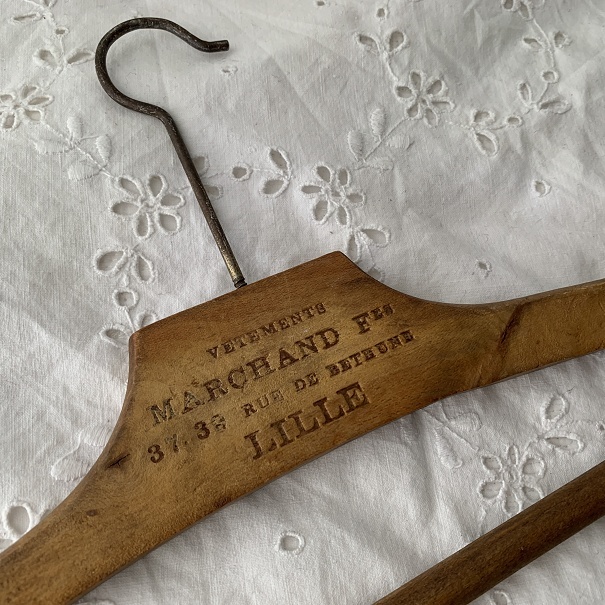 VETEMENTS
MARCHAND Fes
37.39 RUE DE BETHUNE
LILLE